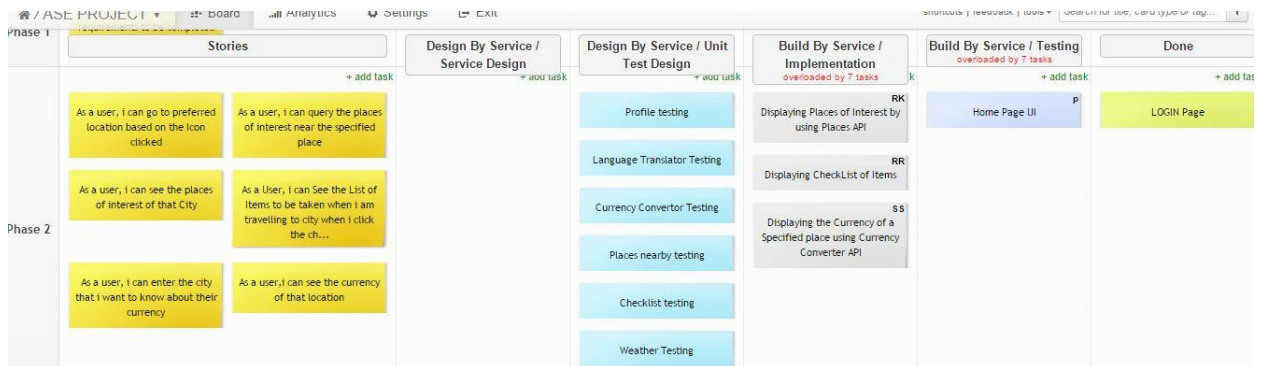 / ASE PROJECT
Board
Analytics
Settings
Exit
shortcuts | feedback | tools
Search for title, card type or tag...
Phase 1
requirements to be completed
Stories
Design By Service /
Service Design
Design By Service / Unit
Test Design
Build By Service /
Implementation
overloaded by 7 tasks
Build By Service / Testing
overloaded by 7 tasks
Done
+ add task
+ add task
+ add task
k
+ add task
+ add tas
Phase 2
As a user, i can go to preferred
location based on the Icon
clicked
As a user, i can query the places
of interest near the specified
place
As a user, i can see the places
of interest of that City
As a User, i can See the List of
Items to be taken when i am
travelling to city when i click
the ch...
As a user, i can enter the city
that i want to know about their
currency
As a user,i can see the currency
of that location
Profile testing
Language Translator Testing
Currency Convertor Testing
Places nearby testing
Checklist testing
Weather Testing
RK
Displaying Places of Interest by
using Places API
RR
Displaying CheckList of Items
SS
Displaying the Currency of a
Specified place using Currency
Converter API
P
Home Page UI
LOGIN Page